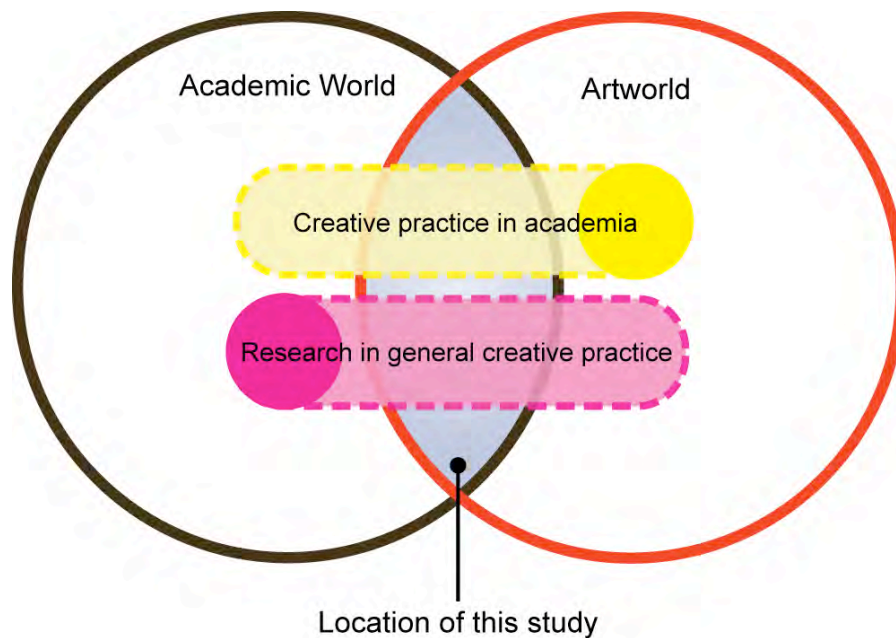 Academic World
Artworld
Creative practice in academia
Research in general creative practice
Location of this study